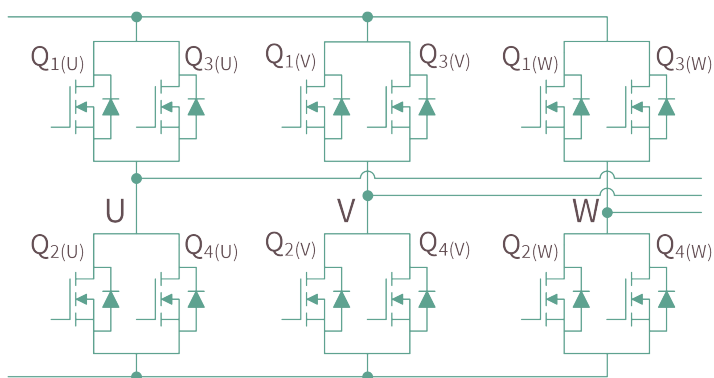 Q1(U) Q3(U) Q1(V) Q3(V) Q1(W) Q3(W)
U V W
Q2(U) Q4(U) Q2(V) Q4(V) Q2(W) Q4(W)